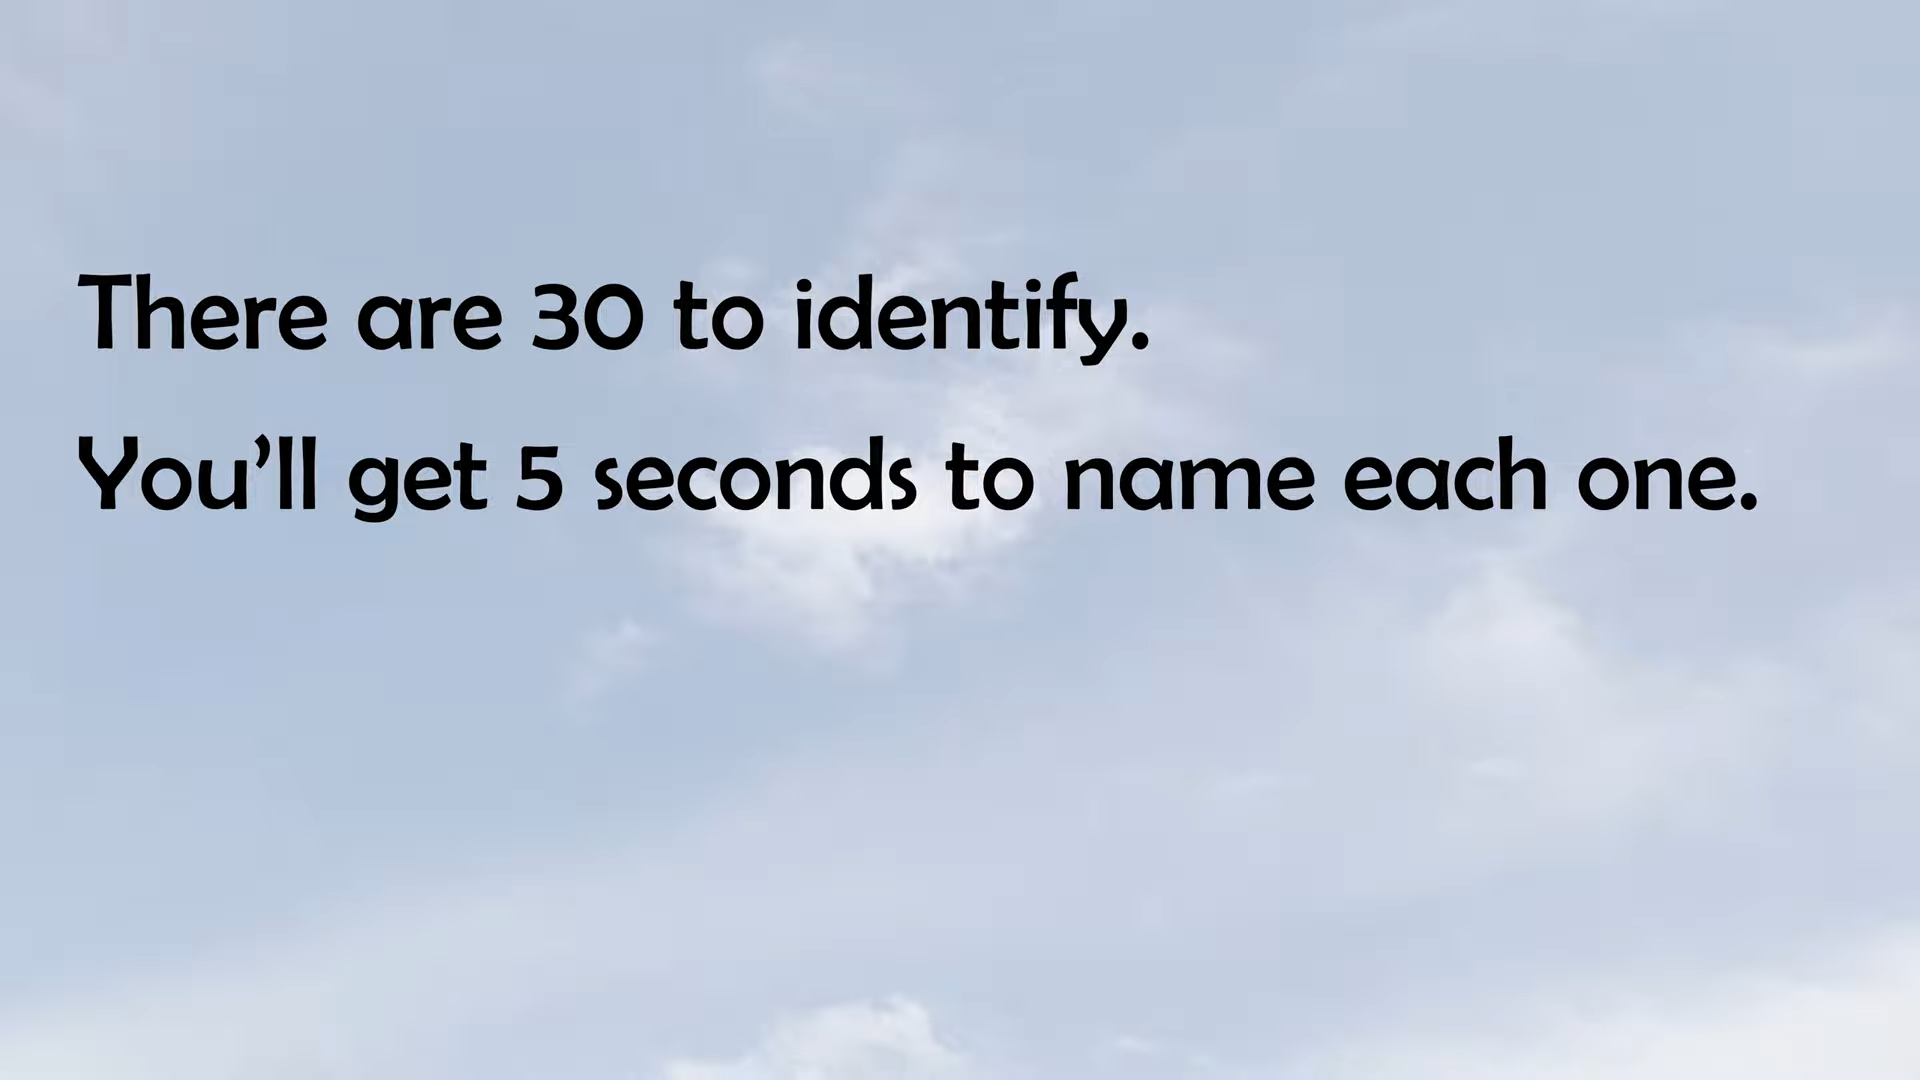 There are 30 to identify.
You’ll get 5 seconds to name each one.